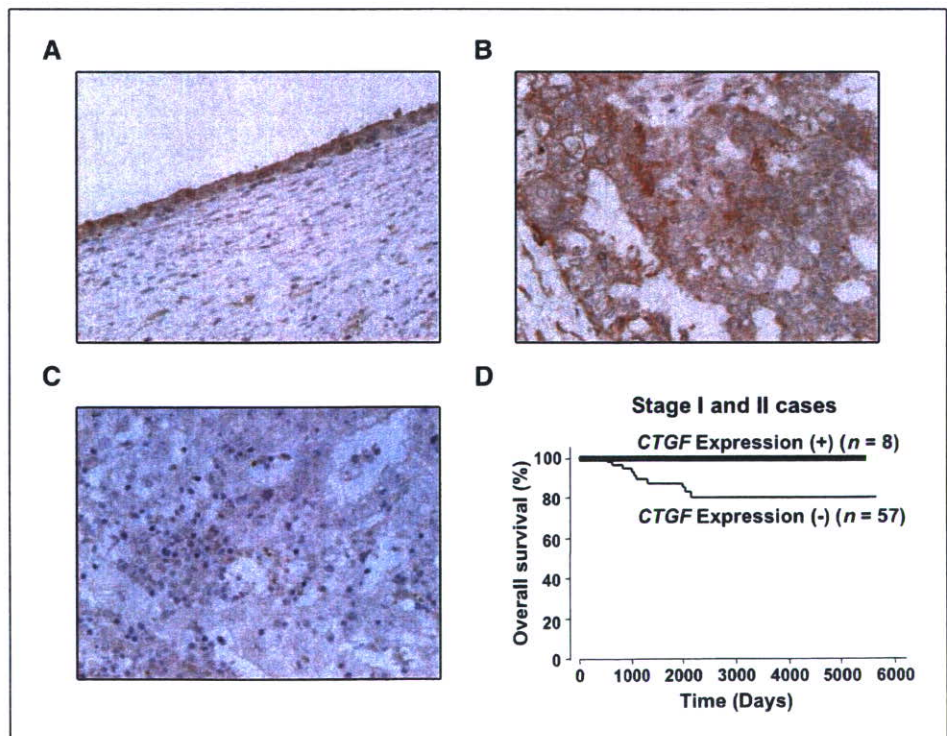 A
B
C
D
Stage I and II cases
CTGF Expression (+) (n = 8)
CTGF Expression (-) (n = 57)
Overall survival (%)
100
80
60
40
20
0
0 1000 2000 3000 4000 5000 6000
Time (Days)